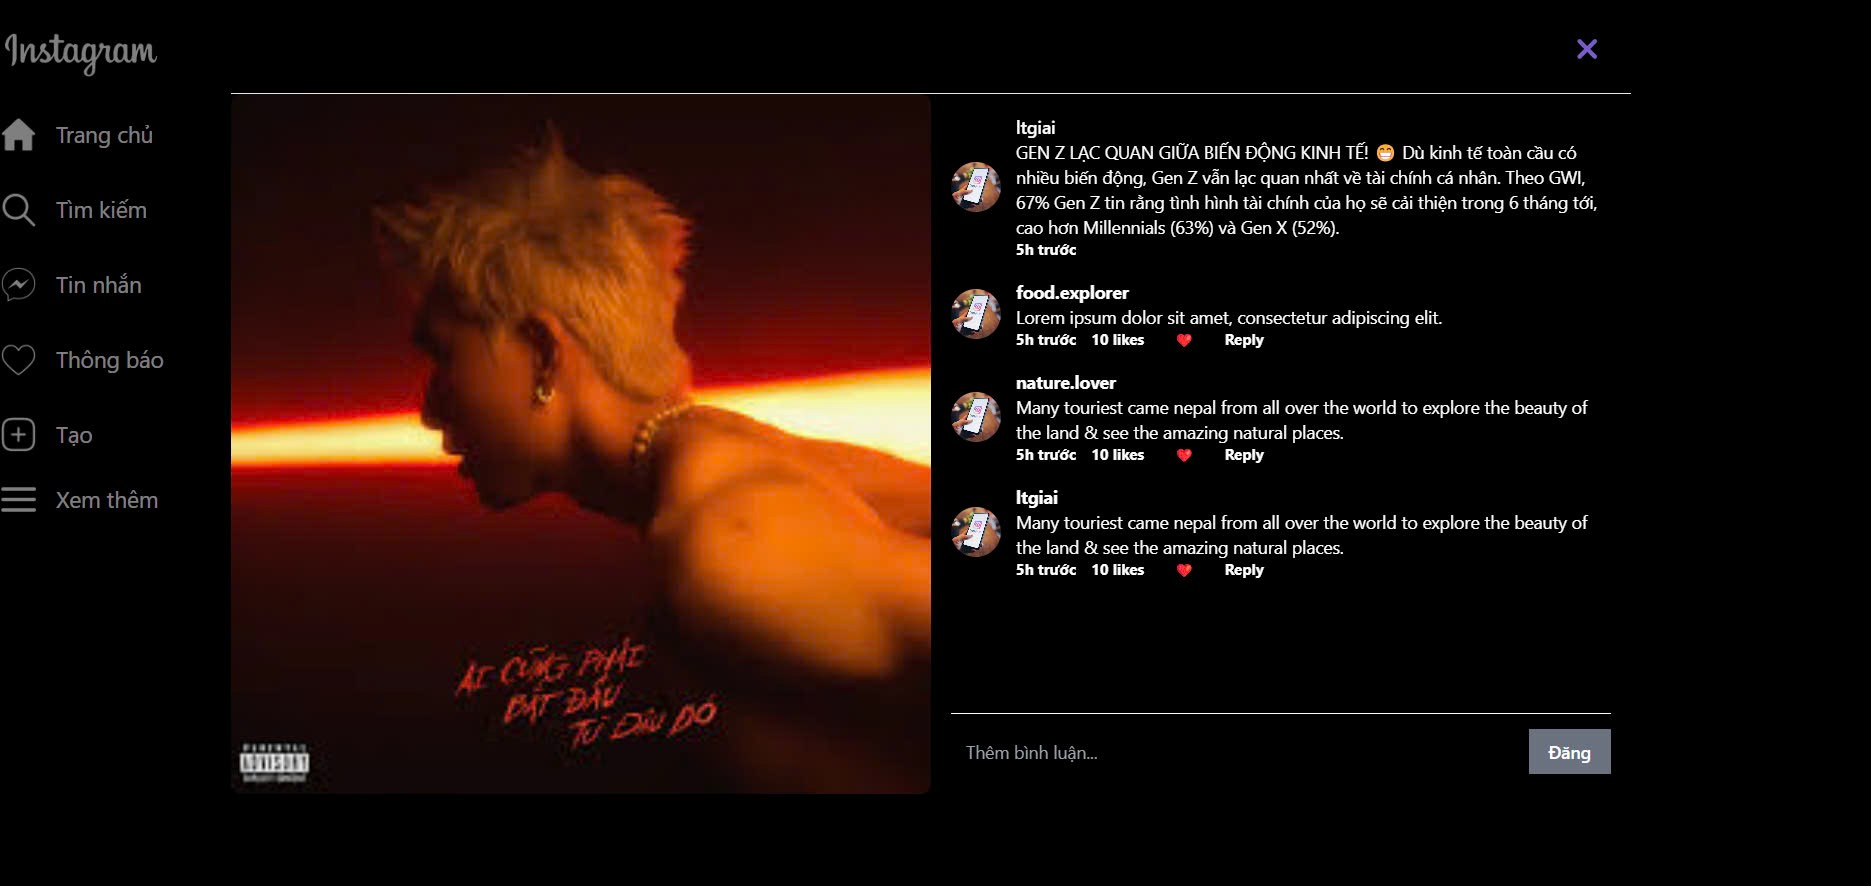 Instagram
Trang chủ
Tìm kiếm
Tin nhắn
Thông báo
Tạo
Xem thêm
AI CŨNG PHẢI
BẮT ĐẦU
TỪ ĐÂU ĐÓ
PARENTAL
ADVISORY
ltgiai
GEN Z LẠC QUAN GIỮA BIẾN ĐỘNG KINH TẾ! 😁 Dù kinh tế toàn cầu có
nhiều biến động, Gen Z vẫn lạc quan nhất về tài chính cá nhân. Theo GWI,
67% Gen Z tin rằng tình hình tài chính của họ sẽ cải thiện trong 6 tháng tới,
cao hơn Millennials (63%) và Gen X (52%).
5h trước
food.explorer
Lorem ipsum dolor sit amet, consectetur adipiscing elit.
5h trước 10 likes ❤️ Reply
nature.lover
Many touriest came nepal from all over the world to explore the beauty of
the land & see the amazing natural places.
5h trước 10 likes ❤️ Reply
ltgiai
Many touriest came nepal from all over the world to explore the beauty of
the land & see the amazing natural places.
5h trước 10 likes ❤️ Reply
Thêm bình luận...
Đăng